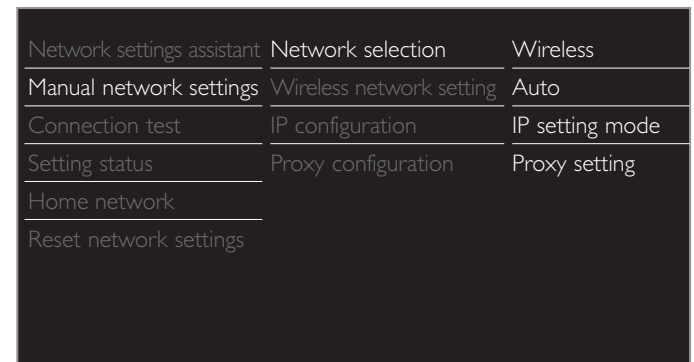 Network settings assistant Network selection Wireless
Manual network settings Wireless network setting Auto
Connection test IP configuration IP setting mode
Setting status Proxy configuration Proxy setting
Home network
Reset network settings